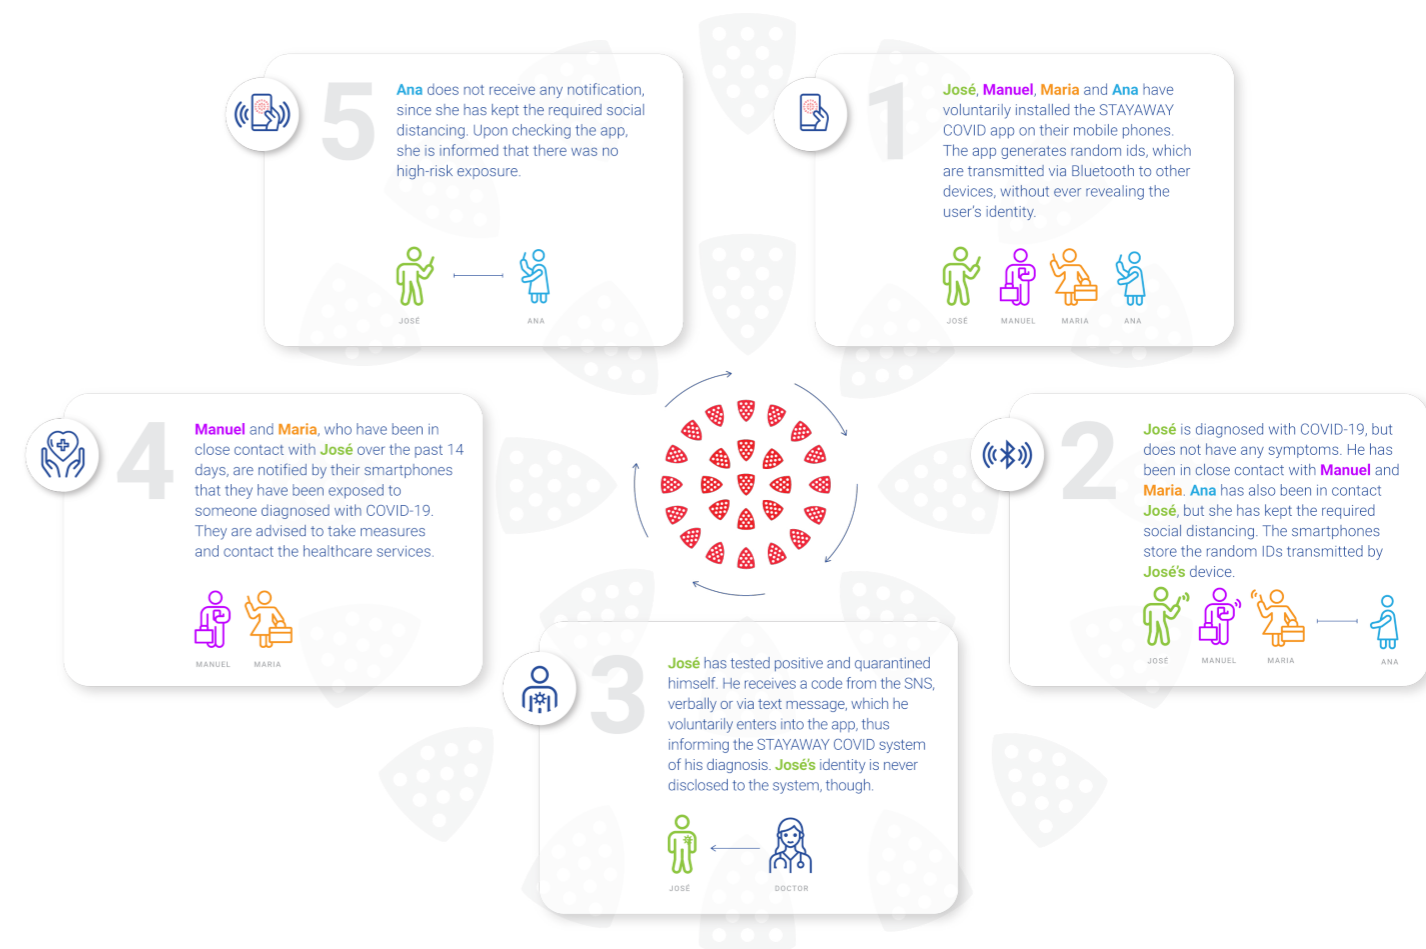 1
José, Manuel, Maria and Ana have
voluntarily installed the STAYAWAY
COVID app on their mobile phones.
The app generates random ids, which
are transmitted via Bluetooth to other
devices, without ever revealing the
user's identity.
JOSÉ
MANUEL
MARIA
ANA
2
José is diagnosed with COVID-19, but
does not have any symptoms. He has
been in close contact with Manuel and
Maria. Ana has also been in contact
José, but she has kept the required
social distancing. The smartphones
store the random IDs transmitted by
José's device.
JOSÉ
MANUEL
MARIA
ANA
3
José has tested positive and quarantined
himself. He receives a code from the SNS,
verbally or via text message, which he
voluntarily enters into the app, thus
informing the STAYAWAY COVID system
of his diagnosis. José's identity is never
disclosed to the system, though.
JOSÉ
DOCTOR
4
Manuel and Maria, who have been in
close contact with José over the past 14
days, are notified by their smartphones
that they have been exposed to
someone diagnosed with COVID-19.
They are advised to take measures
and contact the healthcare services.
MANUEL
MARIA
5
Ana does not receive any notification,
since she has kept the required social
distancing. Upon checking the app,
she is informed that there was no
high-risk exposure.
JOSÉ
ANA